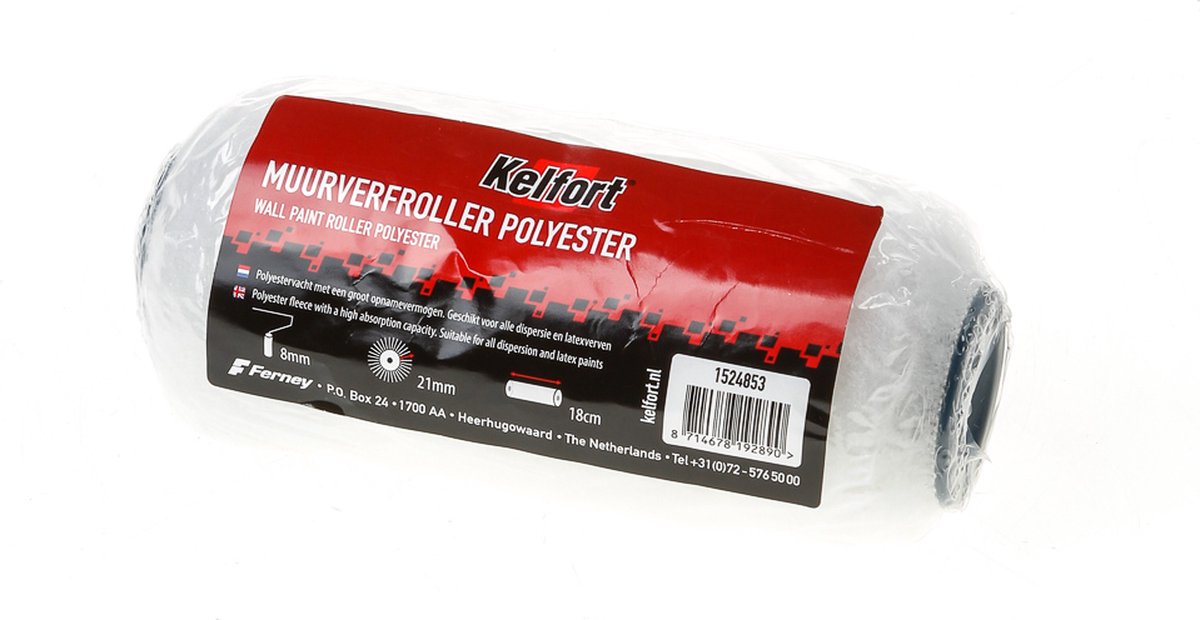 Kelfort
MUURVERFROLLER POLYESTER
WALL PAINT ROLLER POLYESTER
Polyestervacht met een groot opnamevermogen. Geschikt voor alle dispersie en latexverven
Polyester fleece with a high absorption capacity. Suitable for all dispersion and latex paints
8mm
21mm
18cm
kelfort.nl
1524853
8 714678 192890 >
Ferney • P.O. Box 24 • 1700 AA • Heerhugowaard • The Netherlands • Tel +31(0)72-576 50 00